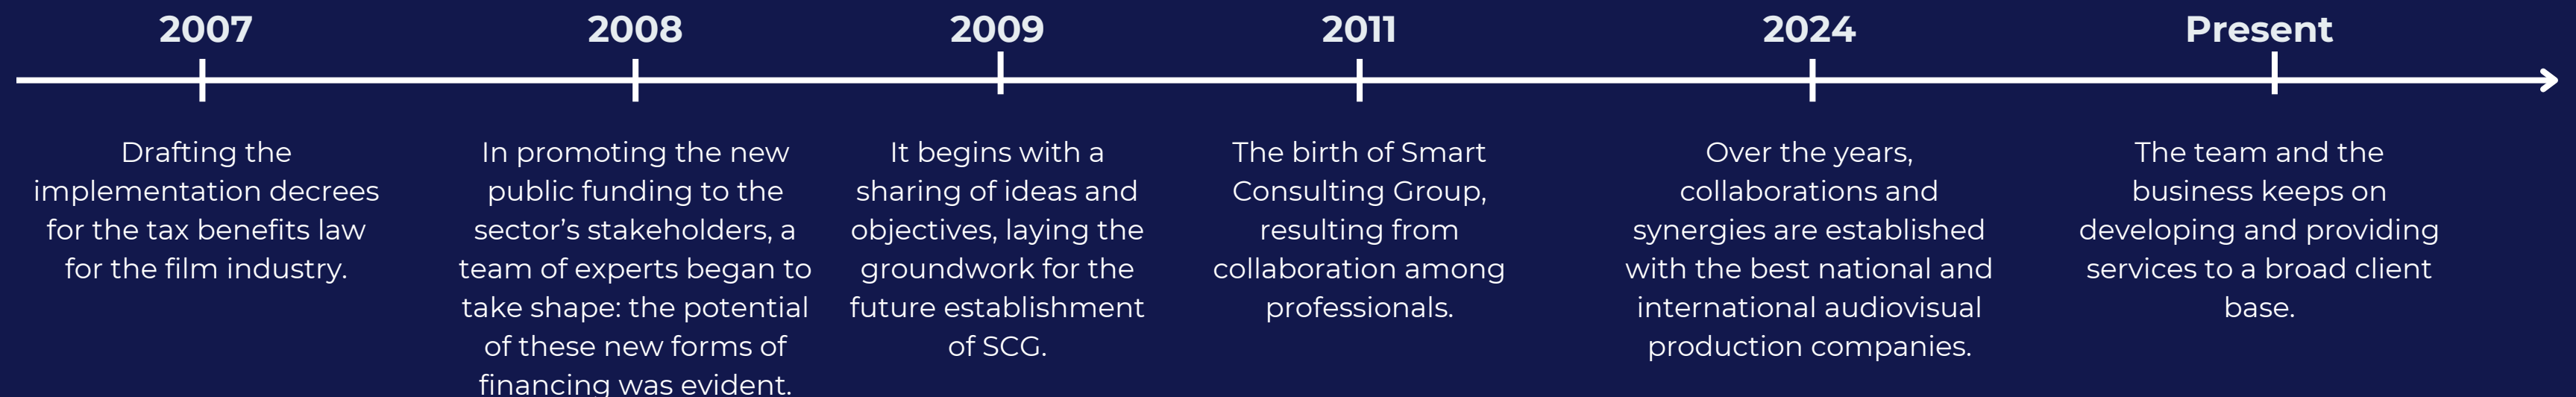 2007
Drafting the
implementation decrees
for the tax benefits law
for the film industry.
2008
In promoting the new
public funding to the
sector’s stakeholders, a
team of experts began to
take shape: the potential
of these new forms of
financing was evident.
2009
It begins with a
sharing of ideas and
objectives, laying the
groundwork for the
future establishment
of SCG.
2011
The birth of Smart
Consulting Group,
resulting from
collaboration among
professionals.
2024
Over the years,
collaborations and
synergies are established
with the best national and
international audiovisual
production companies.
Present
The team and the
business keeps on
developing and providing
services to a broad client
base.